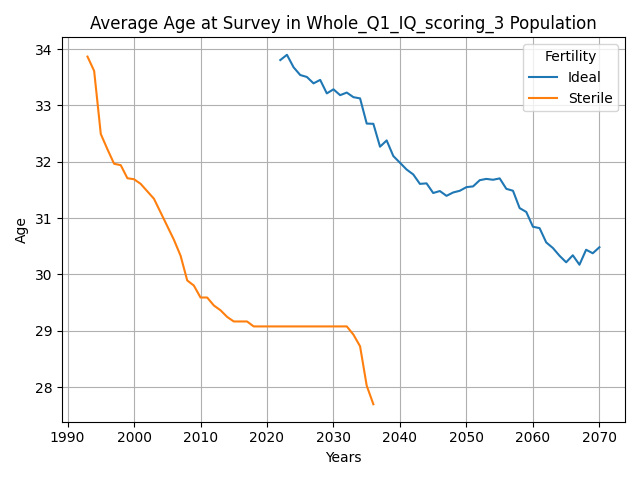 Average Age at Survey in Whole_Q1_IQ_scoring_3 Population
Fertility
Ideal
Sterile
34
33
32
31
30
29
28
Age
1990 2000 2010 2020 2030 2040 2050 2060 2070
Years